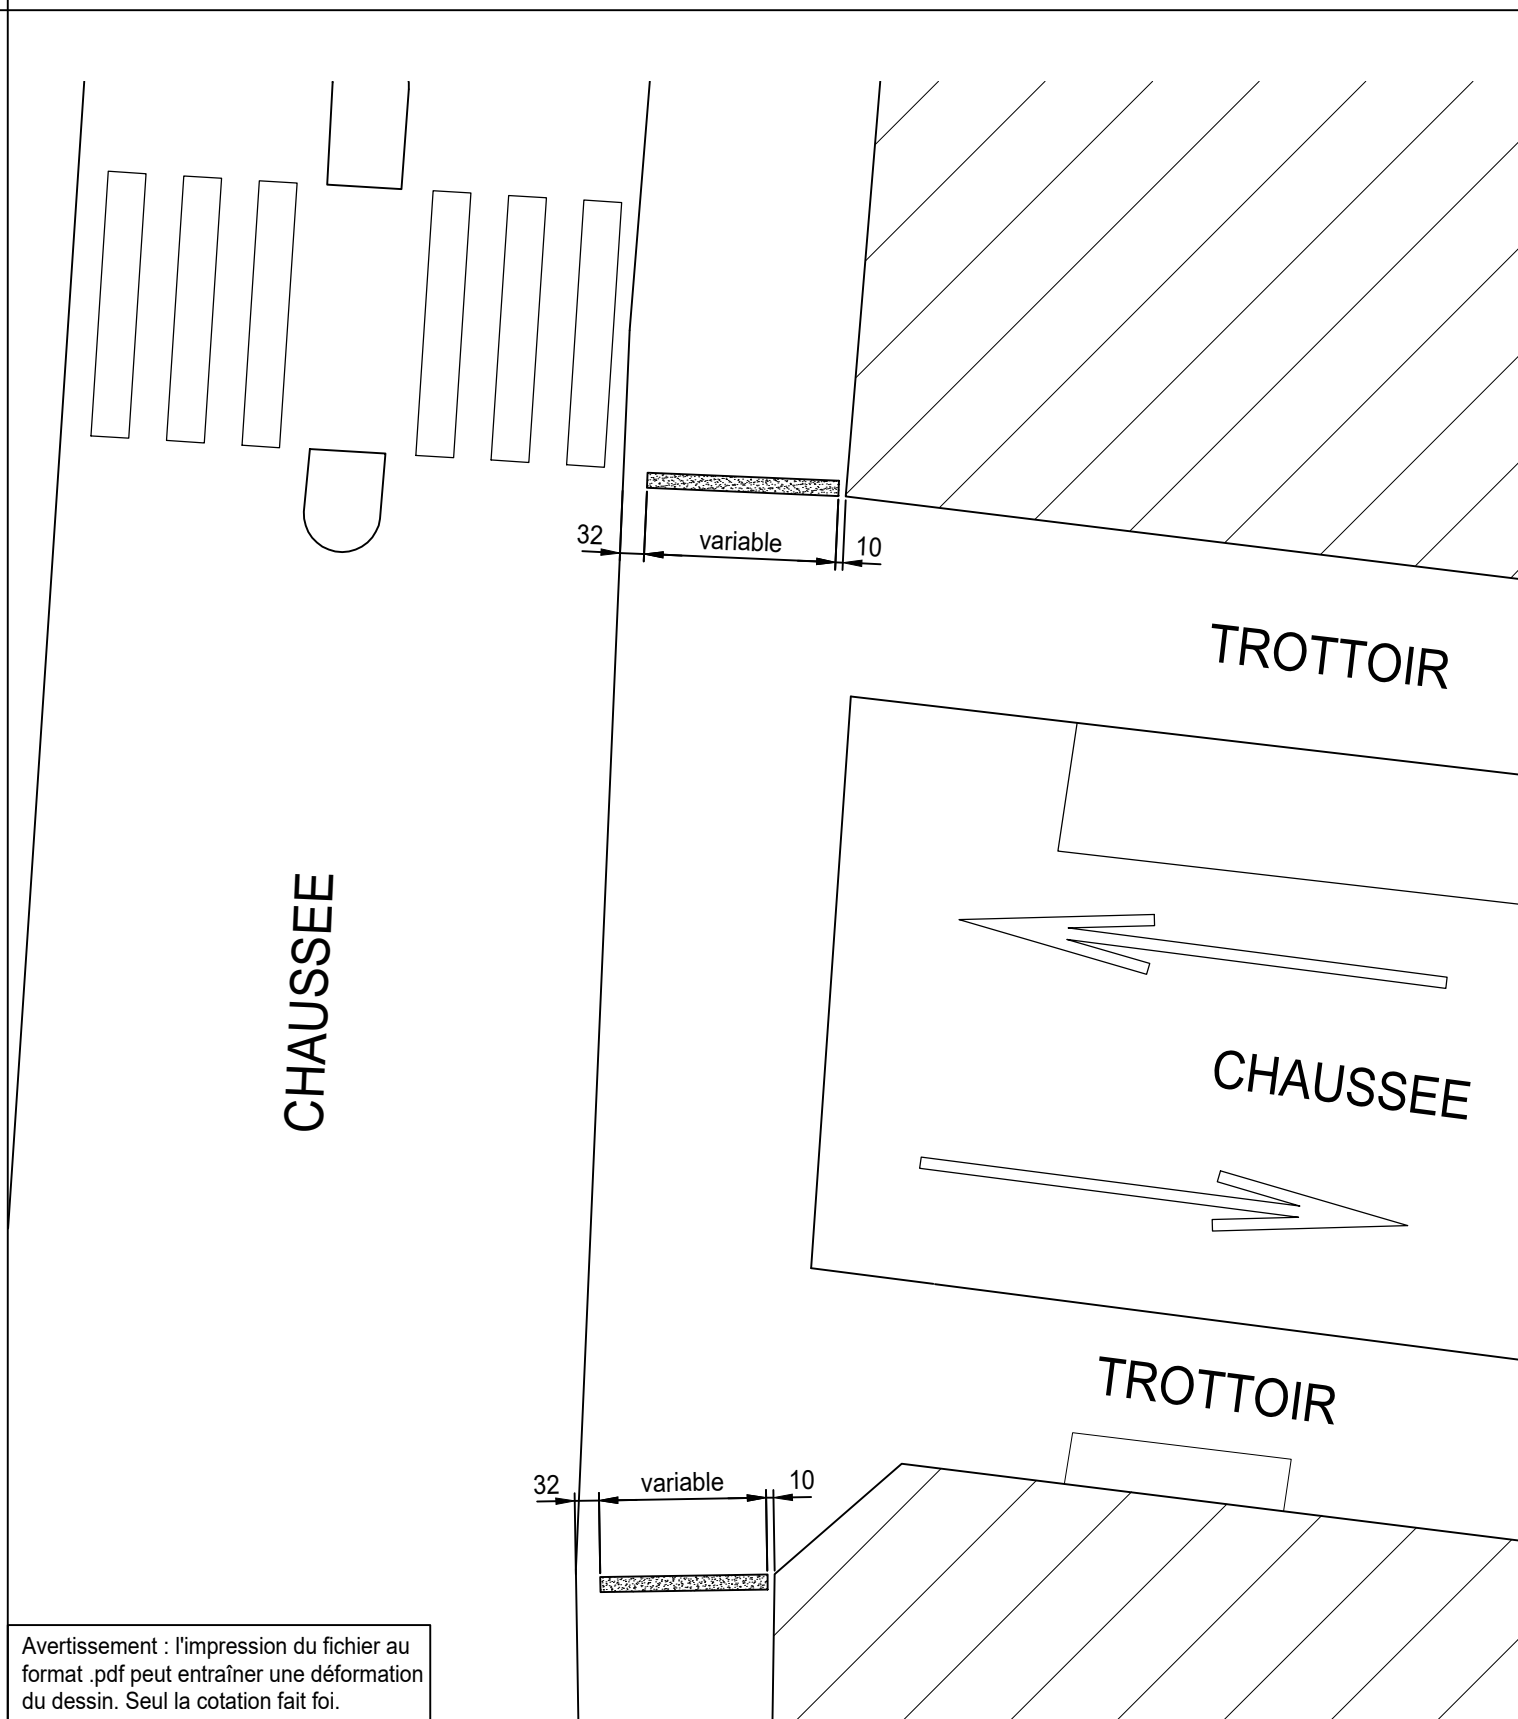 32
variable
10
TROTTOIR
CHAUSSEE
CHAUSSEE
TROTTOIR
32
variable
10
Avertissement : l'impression du fichier au
format .pdf peut entraîner une déformation
du dessin. Seul la cotation fait foi.